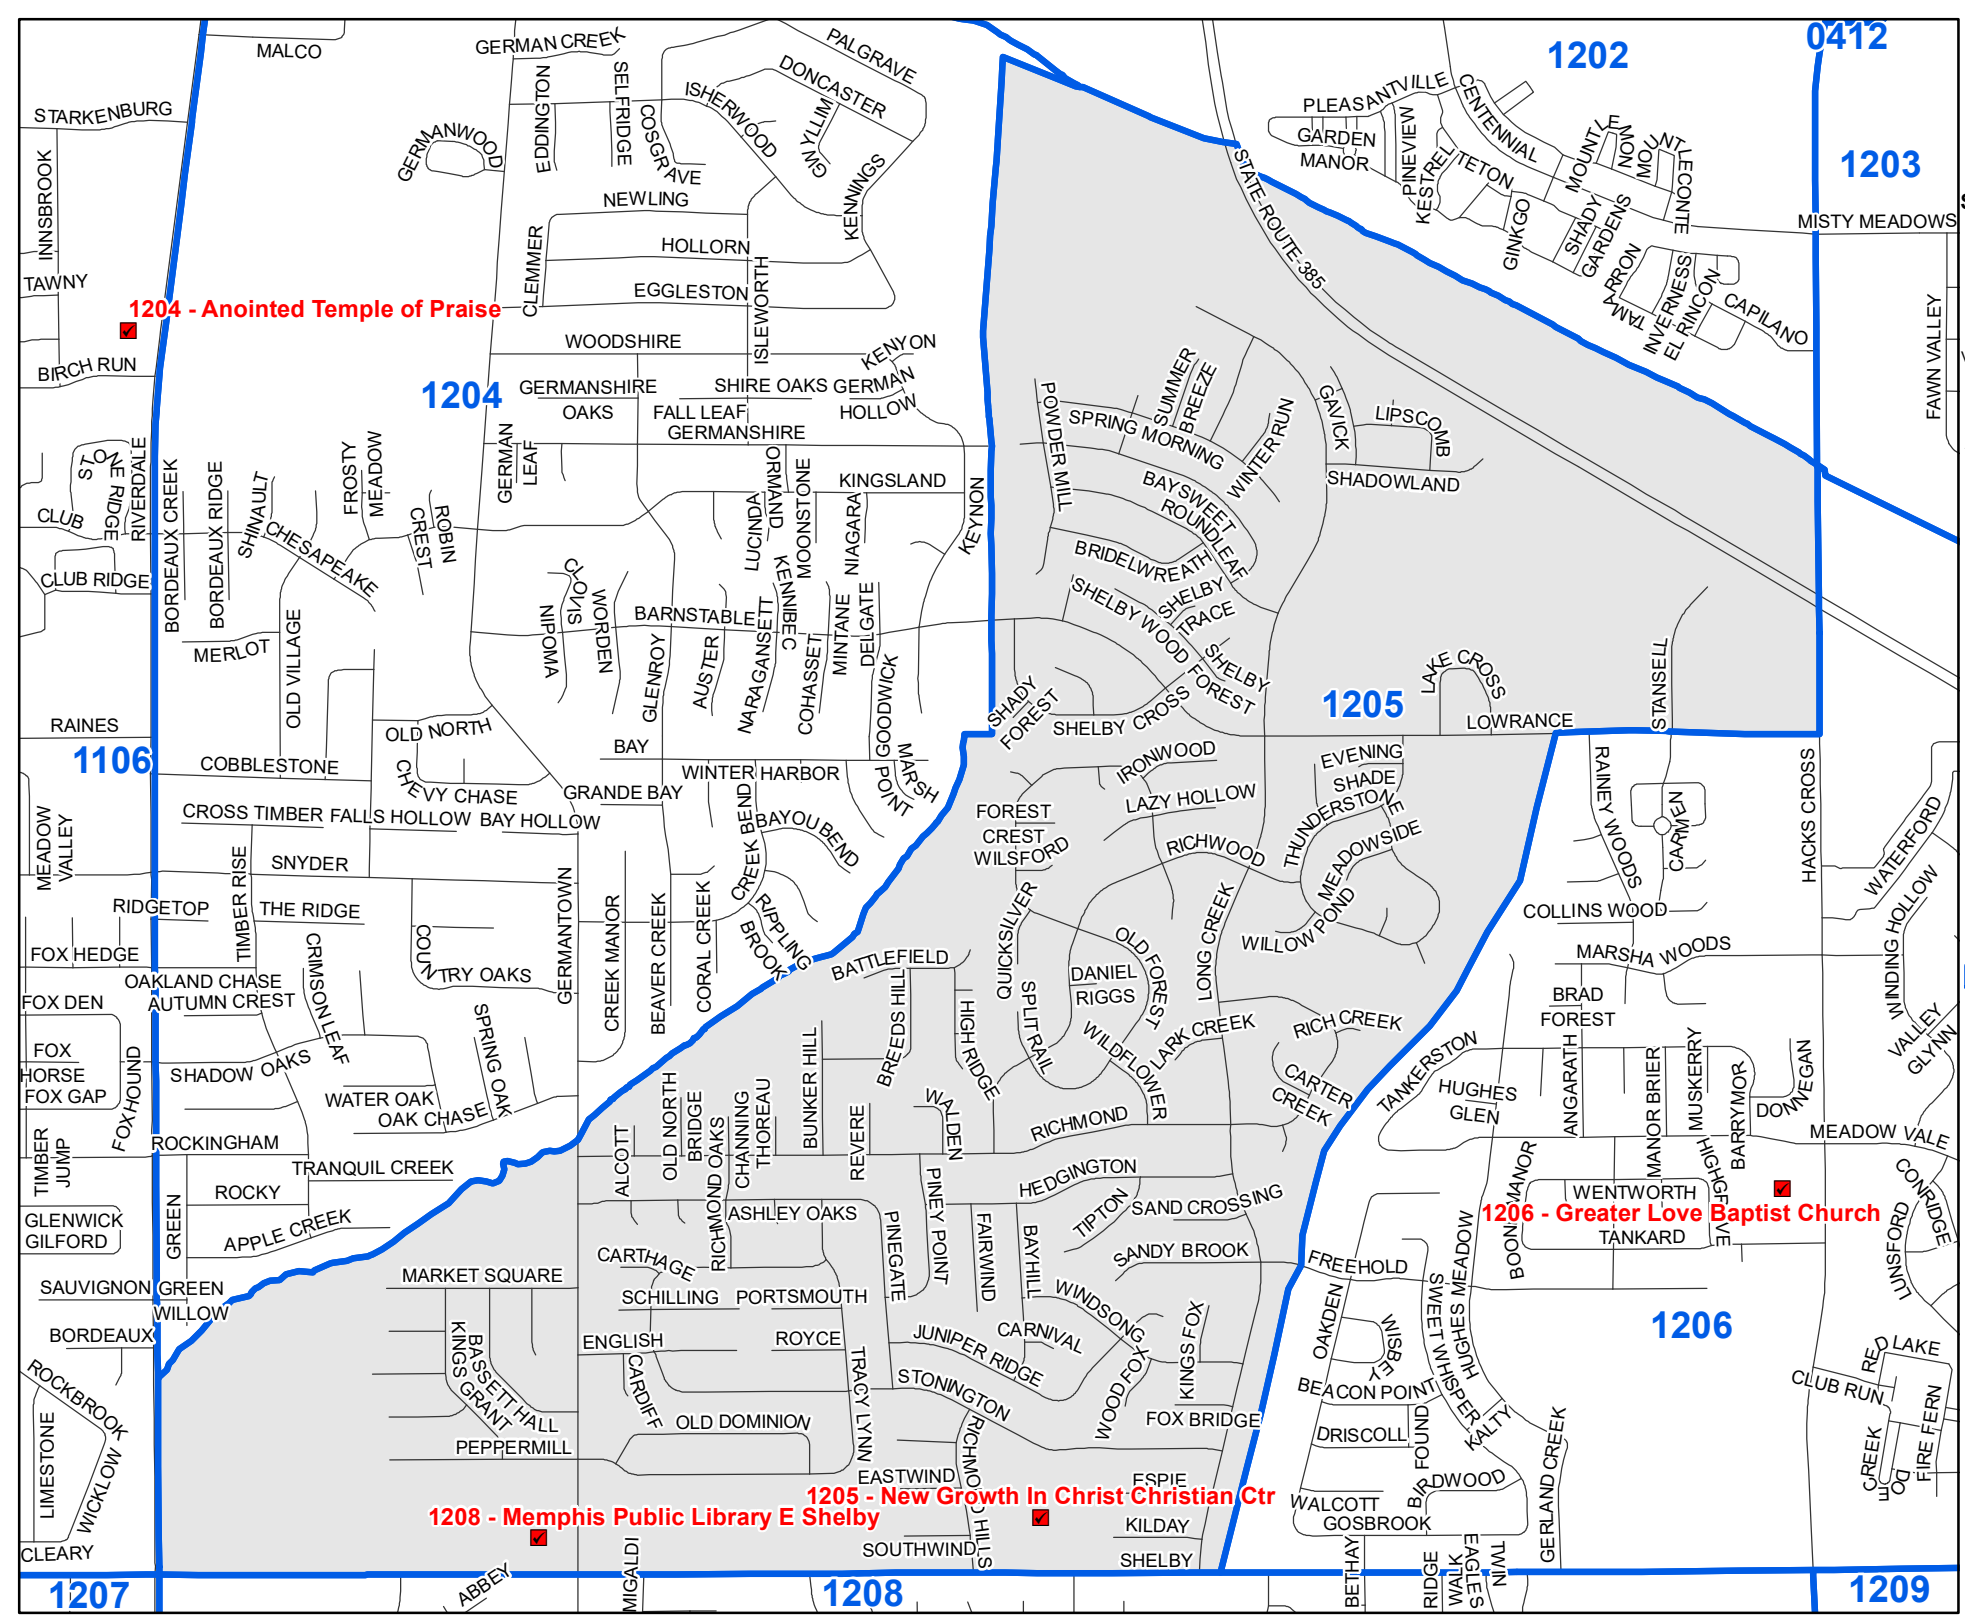 MALCO
GERMAN CREEK
PALGRAVE
1202
0412
STARKENBURG
EDDINGTON
SELFRIDGE
COSGRAVE
ISHERWOOD
DONCASTER
GWYLLIM
GERMANWOOD
PLEASANTVILLE
CENTENNIAL
GARDEN
MANOR
PINEVIEW
KESTREL
TETON
MOUNTLE
MON
MOUNTLECONTE
1203
INNSBROOK
NEWLING
KENNINGS
STATE ROUTE 385
GINKGO
SHADY
GARDENS
MISTY MEADOWS
HOLLORN
CLEMMER
TAWNY
EGGLESTON
ISLEWORTH
TAMARRON
INVERNESS
EL RINCON
CAPILANO
FAWN VALLEY
1204 - Anointed Temple of Praise
BIRCH RUN
WOODSHIRE
KENYON
1204
GERMANSHIRE
SHIRE OAKS
GERMAN
OAKS
FALL LEAF
HOLLOW
GERMANSHIRE
POWDER MILL
SUMMER
BREEZE
SPRING MORNING
WINTER RUN
GAVICK
LIPSCOMB
SHADOWLAND
STONE RIDGE
RIVERDALE
BORDEAUX CREEK
BORDEAUX RIDGE
SHINAULT
FROSTY
MEADOW
GERMAN
LEAF
KINGSLAND
ORMAND
LUCINDA
MOONSTONE
NIAGARA
KEYNON
CLUB
CHESAPEAKE
CREST
ROBIN
BAYSWEET
ROUNDLEAF
BRIDELWREATH
CLUB RIDGE
CLOVIS
NIPOMA
WORDEN
BARNSTABLE
KENNIBEC
NARAGANSETT
MINTANE
DELGATE
COHASSET
AUSTER
GLENROY
GOODWICK
SHELBY
TRACE
SHELBY WOOD FOREST
SHELBY
MERLOT
OLD VILLAGE
LAKE CROSS
STANSELL
SHADY
FOREST
SHELBY CROSS
1205
LOWRANCE
RAINES
OLD NORTH
1106
BAY
COBBLESTONE
CHEVY CHASE
WINTER HARBOR
MARSH
POINT
GRANDE BAY
IRONWOOD
EVENING
SHADE
RAINEY WOODS
HACKS CROSS
MEADOW
VALLEY
CROSS TIMBER
FALLS HOLLOW
BAY HOLLOW
CREEK BEND
BAYOU BEND
FOREST
CREST
WILSFORD
LAZY HOLLOW
THUNDERSTONE
MEADOWSIDE
CARMEN
WATERFORD
SNYDER
RICHWOOD
TIMBER RISE
RIDGETOP
THE RIDGE
GERMANTOWN
CREEK MANOR
BEAVER CREEK
CORAL CREEK
RIPPLING
BROOK
QUICKSILVER
LONG CREEK
WILLOW POND
COLLINS WOOD
WINDING HOLLOW
FOX HEDGE
CRIMSON LEAF
COUNTRY OAKS
BATTLEFIELD
OLD FOREST
MARSHA WOODS
OAKLAND CHASE
FOX DEN
AUTUMN CREST
DANIEL
RIGGS
BRAD
FOREST
SPRING OAK
BREEDS HILL
HIGH RIDGE
SPLIT RAIL
WILDFLOWER
LARK CREEK
RICH CREEK
VALLEY
GLYNN
FOX
HORSE
FOX GAP
FOXHOUND
SHADOW OAKS
WATER OAK
OAK CHASE
OLD NORTH
BRIDGE
RICHMOND OAKS
CHANNING
THOREAU
BUNKER HILL
REVERE
WALDEN
RICHMOND
CARTER
CREEK
TANKERSTON
HUGHES
GLEN
ANGARATH
MANOR BRIER
MUSKERRY
BARRYMOR
DONNEGAN
TIMBER
JUMP
ROCKINGHAM
ALCOTT
MEADOW VALE
TRANQUIL CREEK
ROCKY
HEDGINGTON
HIGHGROVE
CONRIDGE
GLENWICK
GILFORD
GREEN
APPLE CREEK
ASHLEY OAKS
PINEY POINT
PINEGATE
FAIRWIND
BAYHILL
TIPTON
SAND CROSSING
WENTWORTH
1206 - Greater Love Baptist Church
BOONMANOR
TANKARD
LUNSFORD
CARTHAGE
SANDY BROOK
FREEHOLD
SAUVIGNON
GREEN
WILLOW
MARKET SQUARE
SCHILLING
PORTSMOUTH
WINDSONG
OAKDEN
WISBEY
SWEET WHISPER
HUGHES MEADOW
1206
BORDEAUX
KINGS GRANT
BASSETT HALL
ENGLISH
ROYCE
JUNIPER RIDGE
CARNIVAL
KINGS FOX
RED LAKE
ROCKBROOK
CARDIFF
TRACY LYNN
STONINGTON
WOOD FOX
BEACON POINT
CLUB RUN
LIMESTONE
WICKLOW
OLD DOMINION
FOX BRIDGE
DRISCOLL
FOUND
KALTY
FIRE FERN
PEPPERMILL
RICHMOND HILLS
GERLAND CREEK
EASTWIND
ESPIE
BIRDWOOD
DOE CREEK
1205 - New Growth In Christ Christian Ctr
WALCOTT
GOSBROOK
1208 - Memphis Public Library E Shelby
KILDAY
CLEARY
SOUTHWIND
SHELBY
1207
ABBEY
MIGALDI
1208
BETHAY
RIDGE
WALK
EAGLES
TWIN
1209